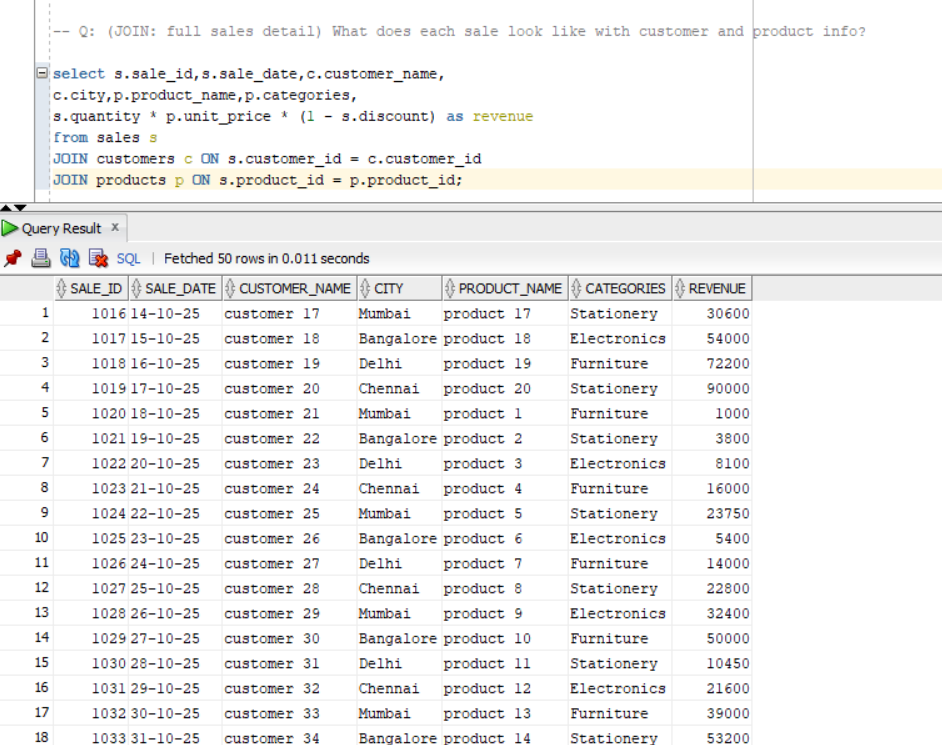 -- Q: (JOIN: full sales detail) What does each sale look like with customer and product info?
select s.sale_id,s.sale_date,c.customer_name,
c.city,p.product_name,p.categories,
s.quantity * p.unit_price * (1 - s.discount) as revenue
from sales s
JOIN customers c ON s.customer_id = c.customer_id
JOIN products p ON s.product_id = p.product_id;
Query Result x
SQL | Fetched 50 rows in 0.011 seconds
SALE_ID SALE_DATE CUSTOMER_NAME CITY PRODUCT_NAME CATEGORIES REVENUE
1 1016 14-10-25 customer 17 Mumbai product 17 Stationery 30600
2 1017 15-10-25 customer 18 Bangalore product 18 Electronics 54000
3 1018 16-10-25 customer 19 Delhi product 19 Furniture 72200
4 1019 17-10-25 customer 20 Chennai product 20 Stationery 90000
5 1020 18-10-25 customer 21 Mumbai product 1 Furniture 1000
6 1021 19-10-25 customer 22 Bangalore product 2 Stationery 3800
7 1022 20-10-25 customer 23 Delhi product 3 Electronics 8100
8 1023 21-10-25 customer 24 Chennai product 4 Furniture 16000
9 1024 22-10-25 customer 25 Mumbai product 5 Stationery 23750
10 1025 23-10-25 customer 26 Bangalore product 6 Electronics 5400
11 1026 24-10-25 customer 27 Delhi product 7 Furniture 14000
12 1027 25-10-25 customer 28 Chennai product 8 Stationery 22800
13 1028 26-10-25 customer 29 Mumbai product 9 Electronics 32400
14 1029 27-10-25 customer 30 Bangalore product 10 Furniture 50000
15 1030 28-10-25 customer 31 Delhi product 11 Stationery 10450
16 1031 29-10-25 customer 32 Chennai product 12 Electronics 21600
17 1032 30-10-25 customer 33 Mumbai product 13 Furniture 39000
18 1033 31-10-25 customer 34 Bangalore product 14 Stationery 53200